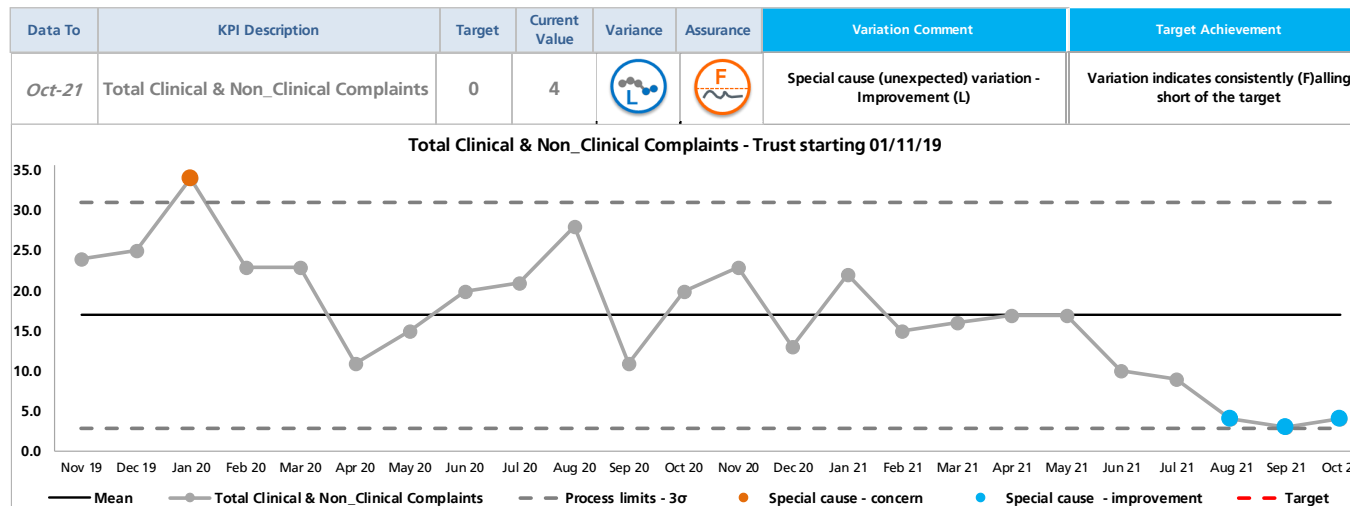 Data To KPI Description Target Current Value Variance Assurance Variation Comment Target Achievement
Oct-21 Total Clinical & Non_Clinical Complaints 0 4 L F Special cause (unexpected) variation - Improvement (L) Variation indicates consistently (F)alling short of the target
Total Clinical & Non_Clinical Complaints - Trust starting 01/11/19
35.0
30.0
25.0
20.0
15.0
10.0
5.0
0.0
Nov 19 Dec 19 Jan 20 Feb 20 Mar 20 Apr 20 May 20 Jun 20 Jul 20 Aug 20 Sep 20 Oct 20 Nov 20 Dec 20 Jan 21 Feb 21 Mar 21 Apr 21 May 21 Jun 21 Jul 21 Aug 21 Sep 21 Oct 2
Mean Total Clinical & Non_Clinical Complaints Process limits - 3σ Special cause - concern Special cause - improvement Target